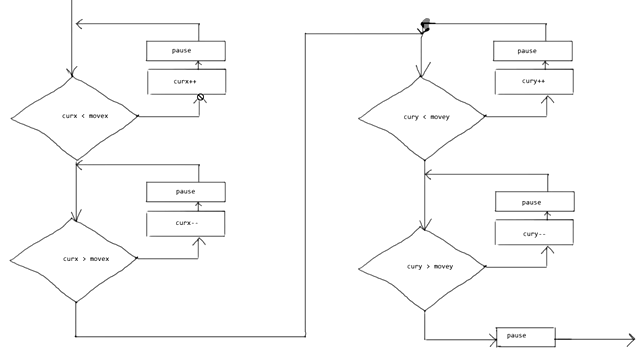 pause
curx++
curx < movex
pause
curx--
curx > movex
pause
cury++
cury < movey
pause
cury--
cury > movey
pause